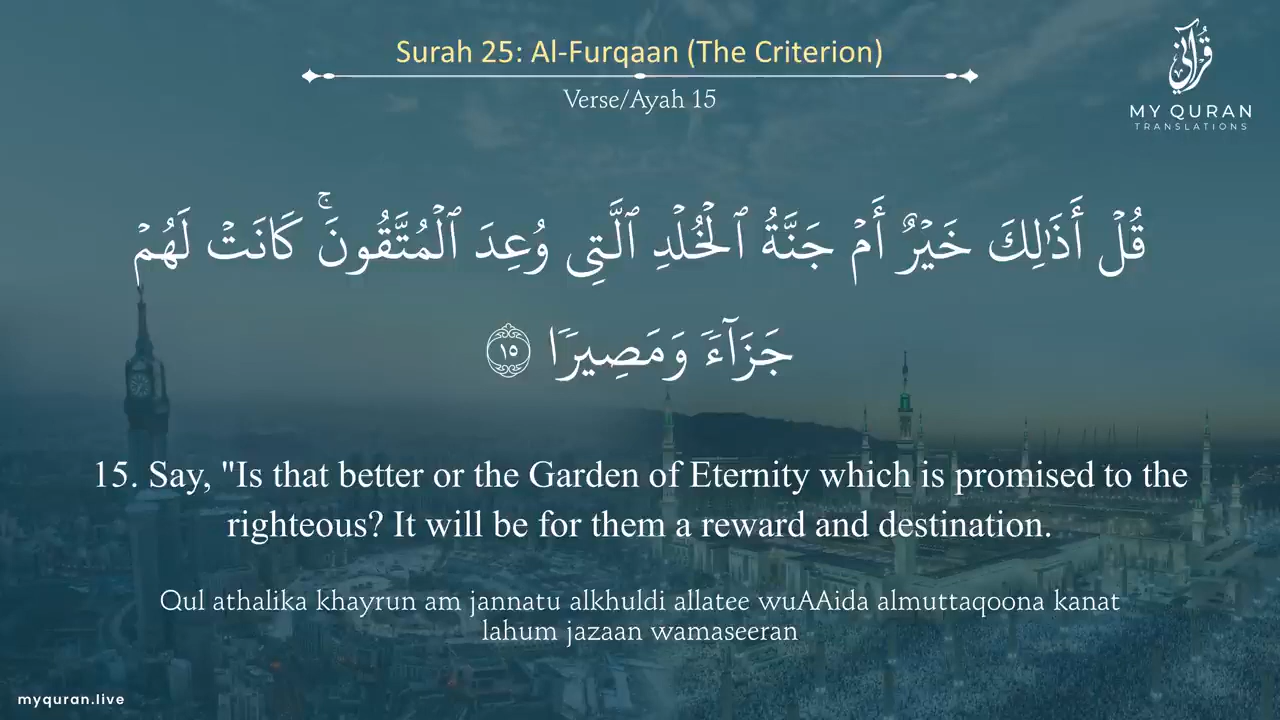 Surah 25: Al-Furqaan (The Criterion)
Verse/Ayah 15
قرآني
MY QURAN
TRANSLATIONS
قُلۡ أَذَٰلِكَ خَيۡرٌ أَمۡ جَنَّةُ ٱلۡخُلۡدِ ٱلَّتِي وُعِدَ ٱلۡمُتَّقُونَۚ كَانَتۡ لَهُمۡ
جَزَآءٗ وَمَصِيرٗا ١٥
15. Say, "Is that better or the Garden of Eternity which is promised to the
righteous? It will be for them a reward and destination.
Qul athalika khayrun am jannatu alkhuldi allatee wuAAida almuttaqoona kanat
lahum jazaan wamaseeran
myquran.live